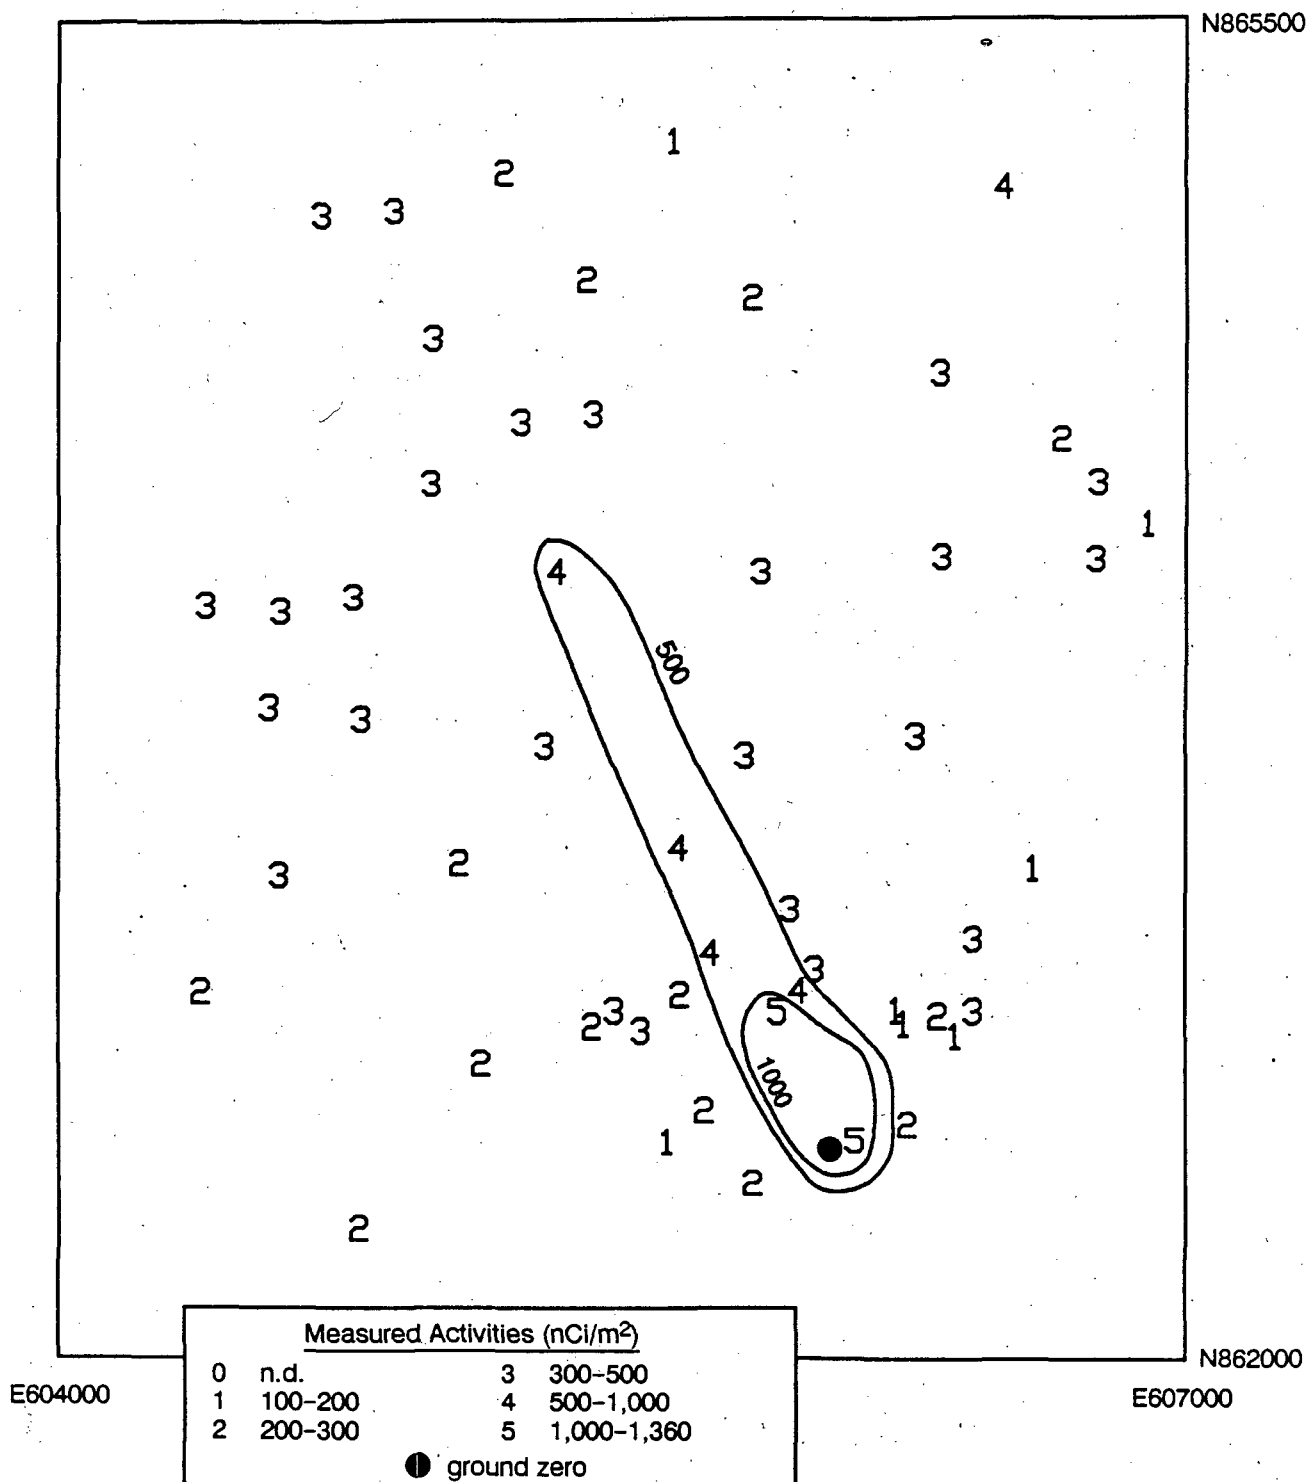 N865500
1
2
4
3 3
2
2
3
3
3 3
2
3
3
1
4 3 3 3
3 3 3
500
3 3
3 3 3
4
2 1
3
3
3
4 3
2 2 4
5 3 1 2 3
2 3 1 1
2
1000
2 2
1 5
2
2
Measured Activities (nCi/m²)
0 n.d. 3 300-500
1 100-200 4 500-1,000
2 200-300 5 1,000-1,360
ground zero
N862000
E604000 E607000